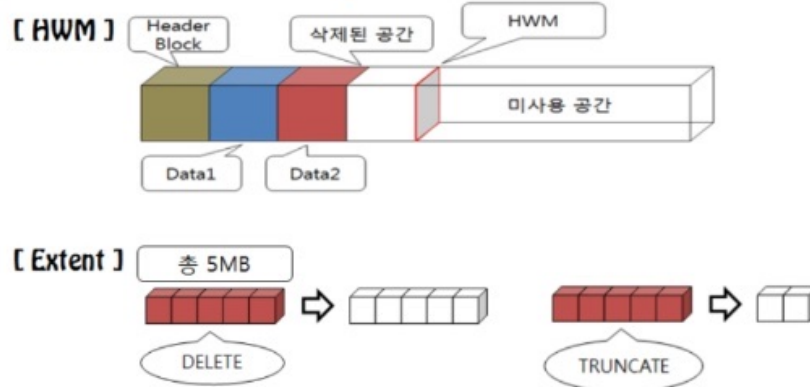 [ HWM ]
Header
Block
삭제된 공간
HWM
미사용 공간
Data1
Data2
[ Extent ]
총 5MB
DELETE
TRUNCATE